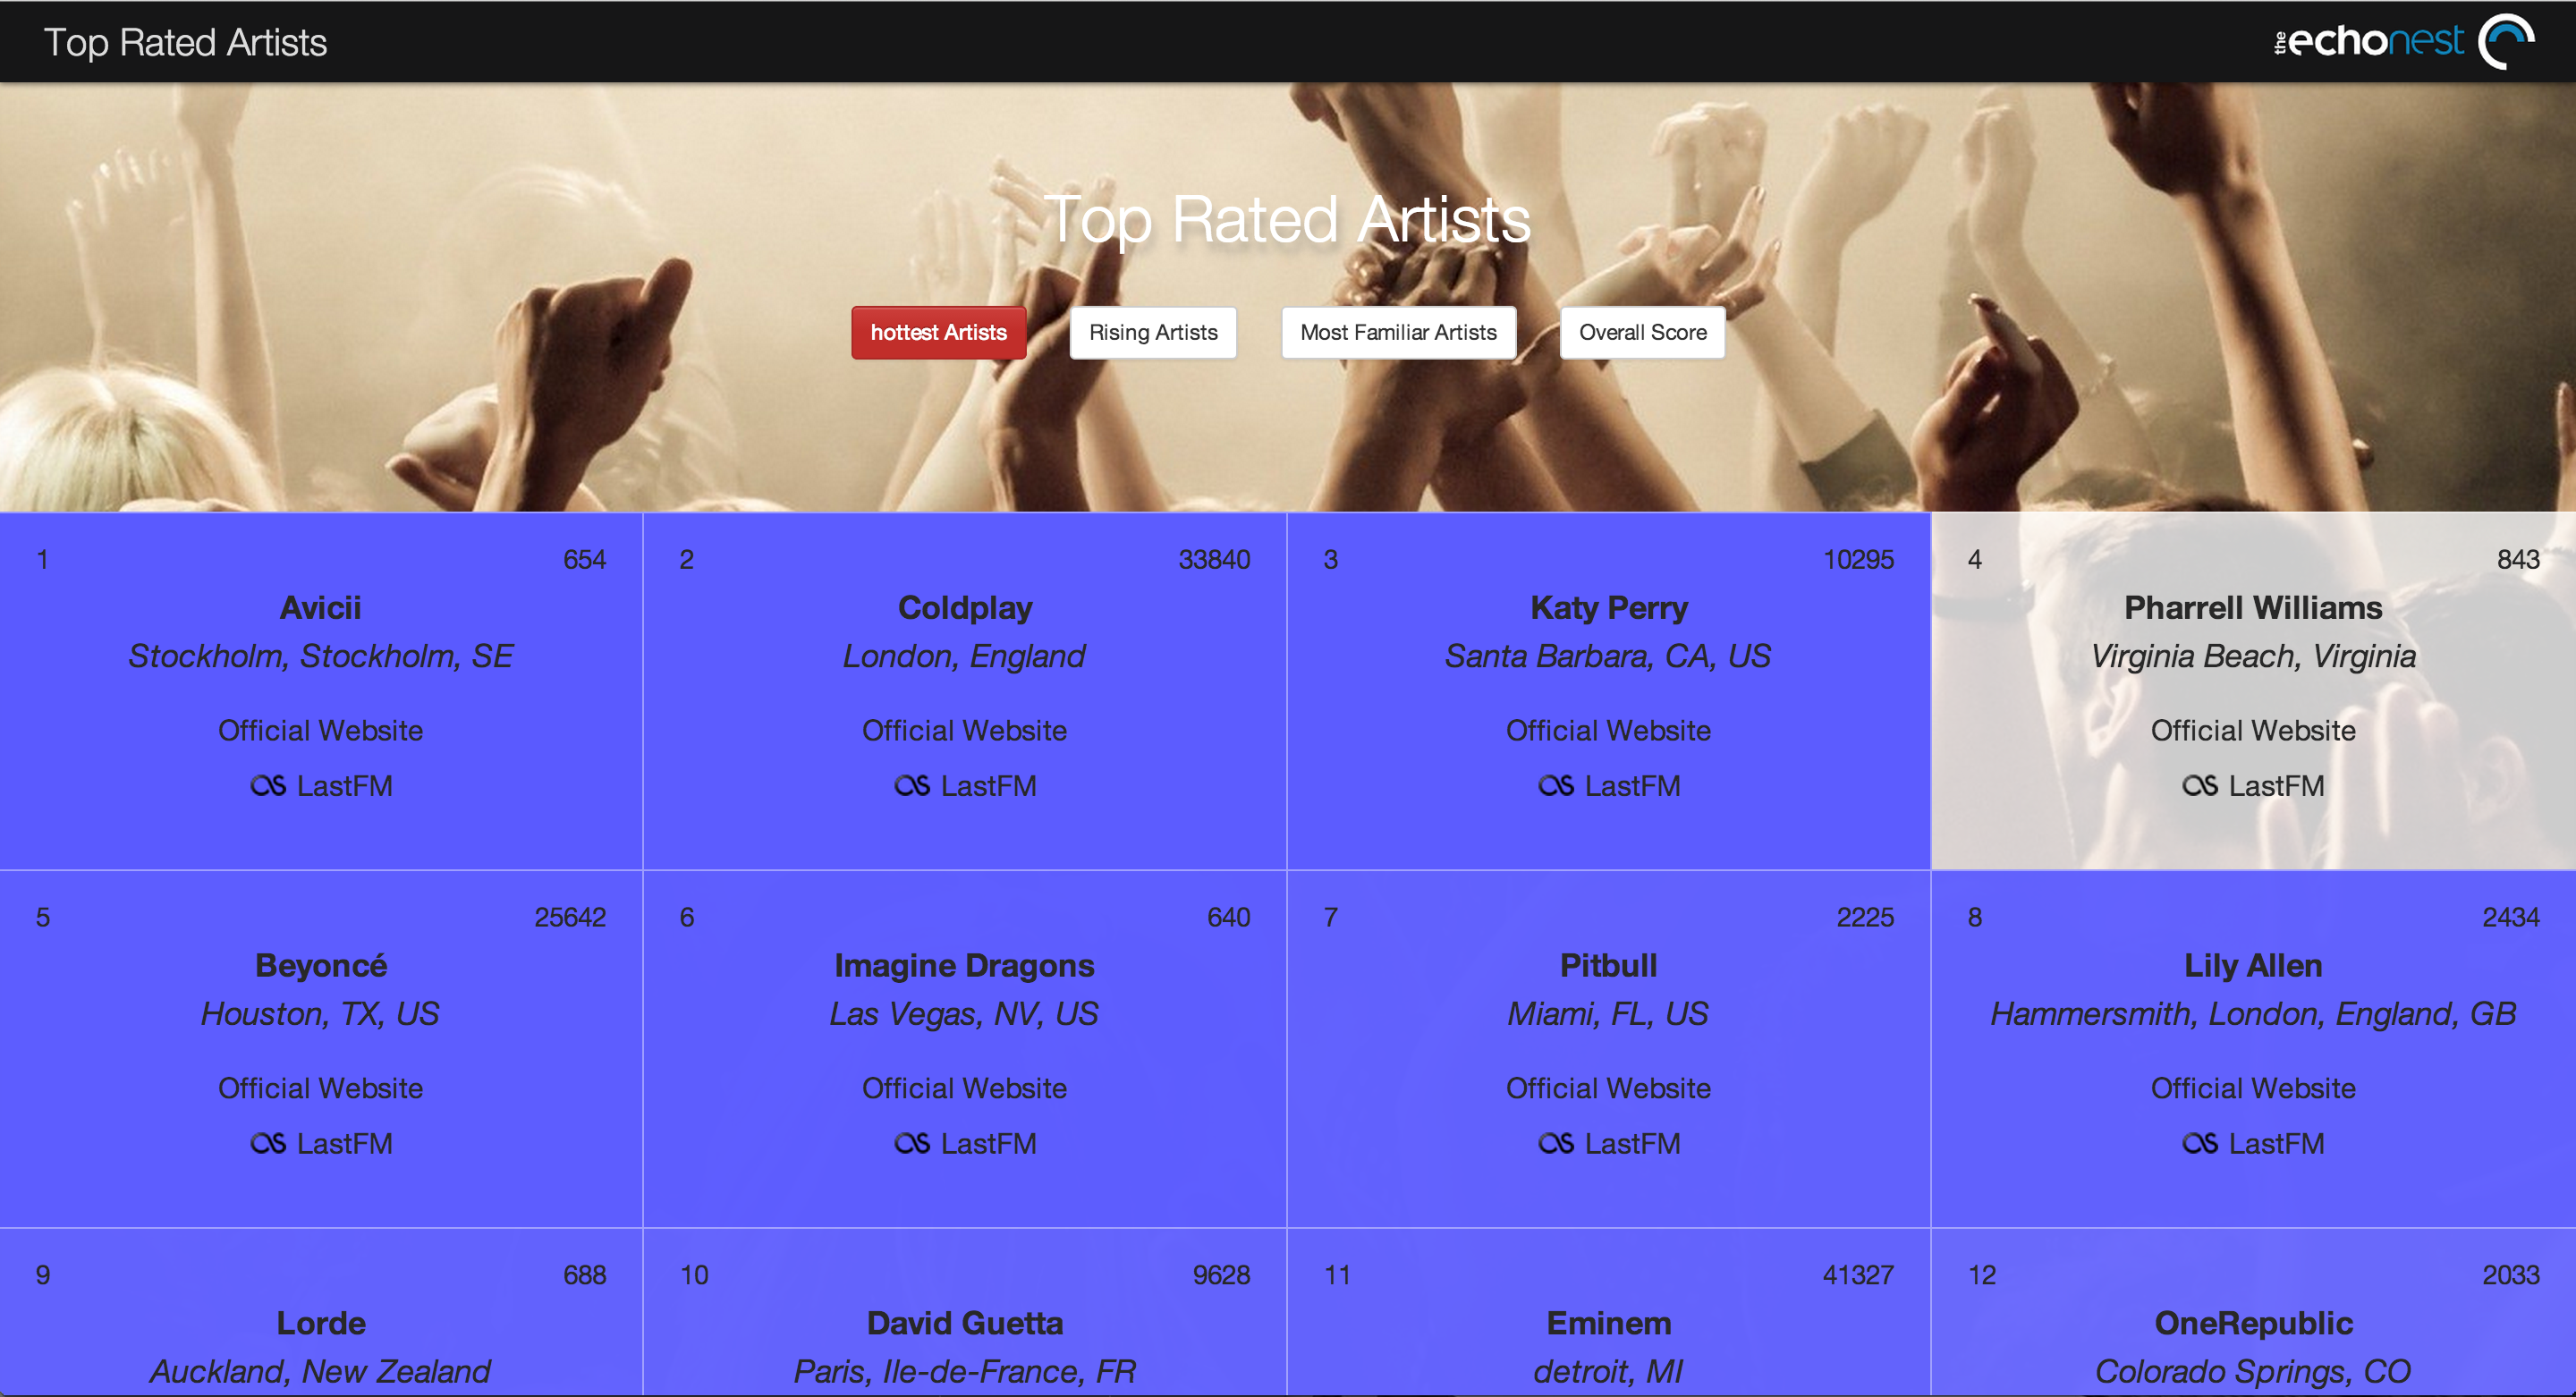 Top Rated Artists
the echonest
Top Rated Artists
hottest Artists
Rising Artists
Most Familiar Artists
Overall Score
1 654
Avicii
Stockholm, Stockholm, SE
Official Website
LastFM
2 33840
Coldplay
London, England
Official Website
LastFM
3 10295
Katy Perry
Santa Barbara, CA, US
Official Website
LastFM
4 843
Pharrell Williams
Virginia Beach, Virginia
Official Website
LastFM
5 25642
Beyoncé
Houston, TX, US
Official Website
LastFM
6 640
Imagine Dragons
Las Vegas, NV, US
Official Website
LastFM
7 2225
Pitbull
Miami, FL, US
Official Website
LastFM
8 2434
Lily Allen
Hammersmith, London, England, GB
Official Website
LastFM
9 688
Lorde
Auckland, New Zealand
10 9628
David Guetta
Paris, Ile-de-France, FR
11 41327
Eminem
detroit, MI
12 2033
OneRepublic
Colorado Springs, CO